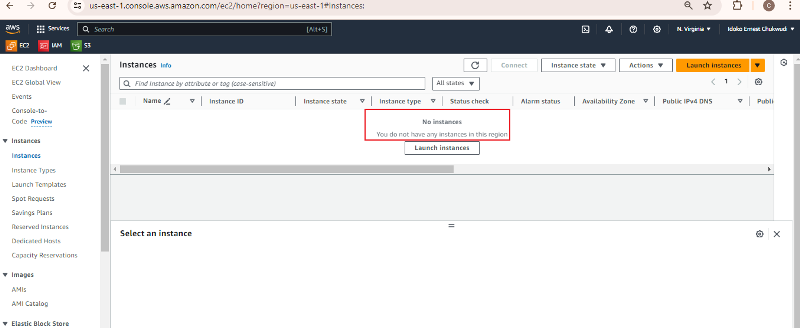 us-east-1.console.aws.amazon.com/ec2/home?region=us-east-1#Instances:
aws Services Search [Alt+S] N. Virginia Idoko Ernest Chukwudi
EC2 IAM S3
EC2 Dashboard
EC2 Global View
Events
Console-to-Code Preview
Instances
Instances
Instance Types
Launch Templates
Spot Requests
Savings Plans
Reserved Instances
Dedicated Hosts
Capacity Reservations
Images
AMIs
AMI Catalog
Elastic Block Store
Instances Info
Connect Instance state Actions Launch instances
Find Instance by attribute or tag (case-sensitive) All states
1
Name Instance ID Instance state Instance type Status check Alarm status Availability Zone Public IPv4 DNS Publi
No instances
You do not have any instances in this region
Launch instances
Select an instance